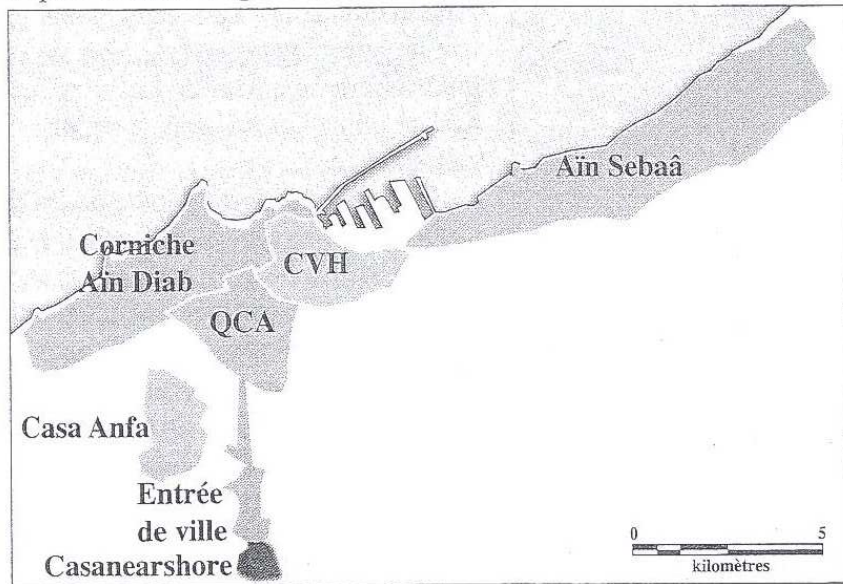 Aïn Sebaâ
Corniche
Aïn Diab
CVH
QCA
Casa Anfa
Entrée
de ville
Casanearshore
0 5
kilomètres